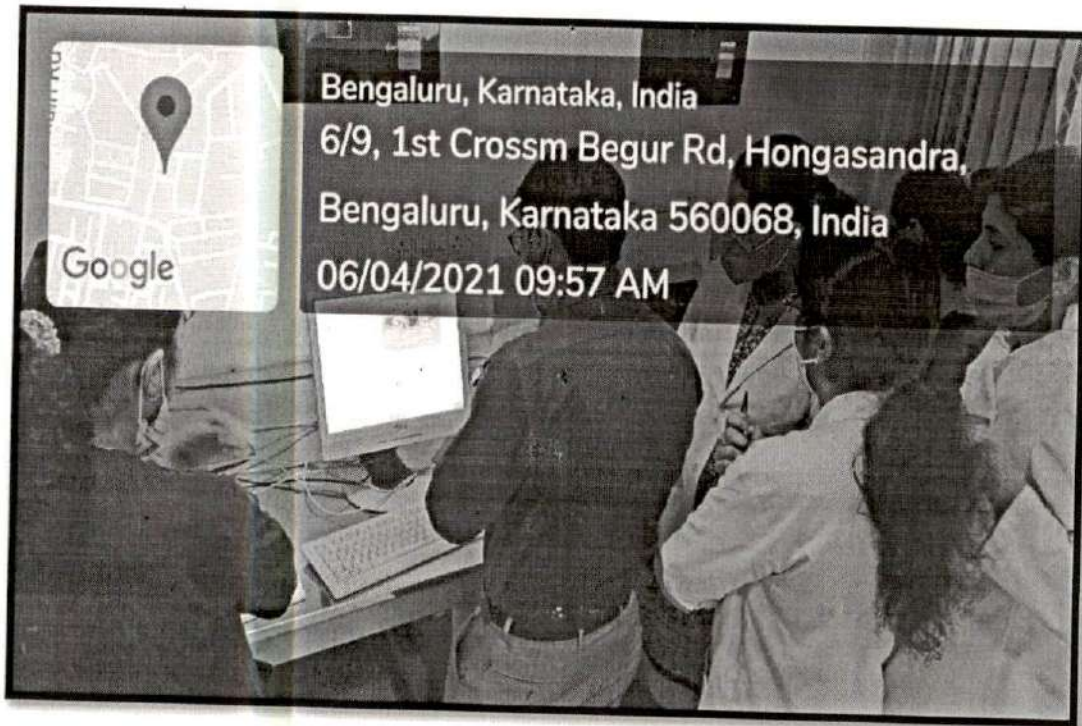 Bengaluru, Karnataka, India
6/9, 1st Crossm Begur Rd, Hongasandra,
Bengaluru, Karnataka 560068, India
06/04/2021 09:57 AM
Google